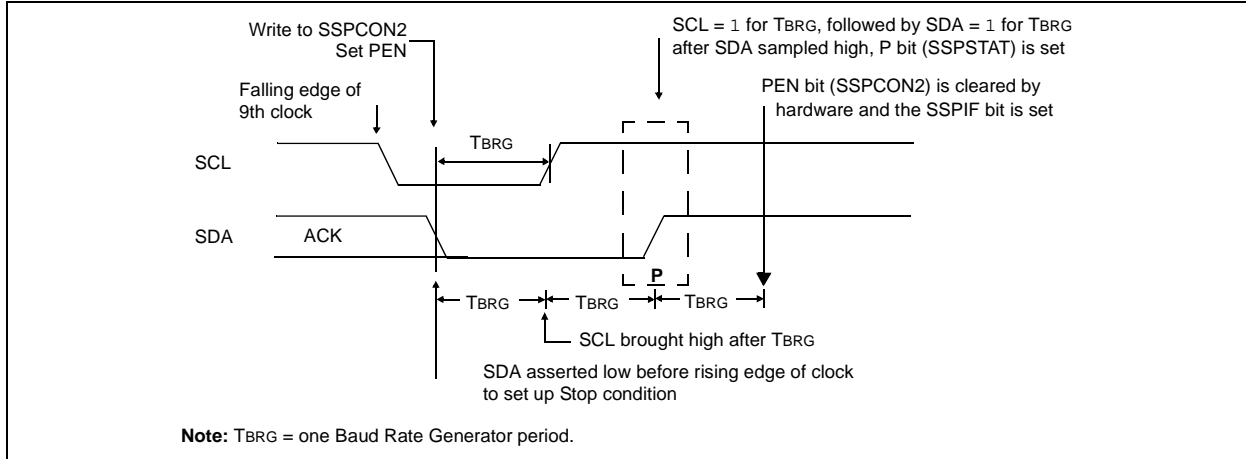 Write to SSPCON2
Set PEN
SCL = 1 for TBRG, followed by SDA = 1 for TBRG
after SDA sampled high, P bit (SSPSTAT) is set
Falling edge of
9th clock
PEN bit (SSPCON2) is cleared by
hardware and the SSPIF bit is set
TBRG
SCL
SDA
ACK
P
TBRG
TBRG
TBRG
SCL brought high after TBRG
SDA asserted low before rising edge of clock
to set up Stop condition
Note: TBRG = one Baud Rate Generator period.